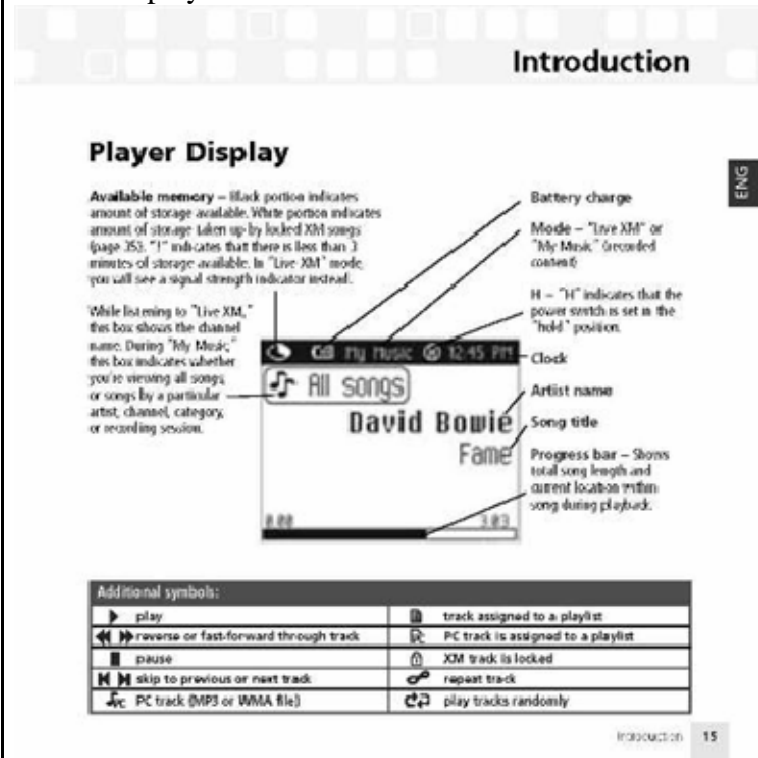 Introduction
ENG
Player Display
Available memory – Black portion indicates
amount of storage available. White portion indicates
amount of storage taken up by locked XM songs
(page 35). "!" indicates that there is less than 3
minutes of storage available. In "Live XM" mode,
you will see a signal strength indicator instead.
While listening to "Live XM,"
this box shows the channel
name. During "My Music,"
this box indicates whether
you're viewing all songs,
or songs by a particular
artist, channel, category,
or recording session.
Battery charge
Mode – "Live XM" or
"My Music" (recorded
content)
H – "H" indicates that the
power switch is set in the
"hold" position.
Clock
Artist name
Song title
Progress bar – Shows
total song length and
current location within
song during playback.
My Music 12:45 PM
All songs
David Bowie
Fame
0:00 3:03
Additional symbols:
play
track assigned to a playlist
reverse or fast-forward through track
PC track is assigned to a playlist
pause
XM track is locked
skip to previous or next track
repeat track
PC track (MP3 or WMA file)
play tracks randomly
Introduction 15